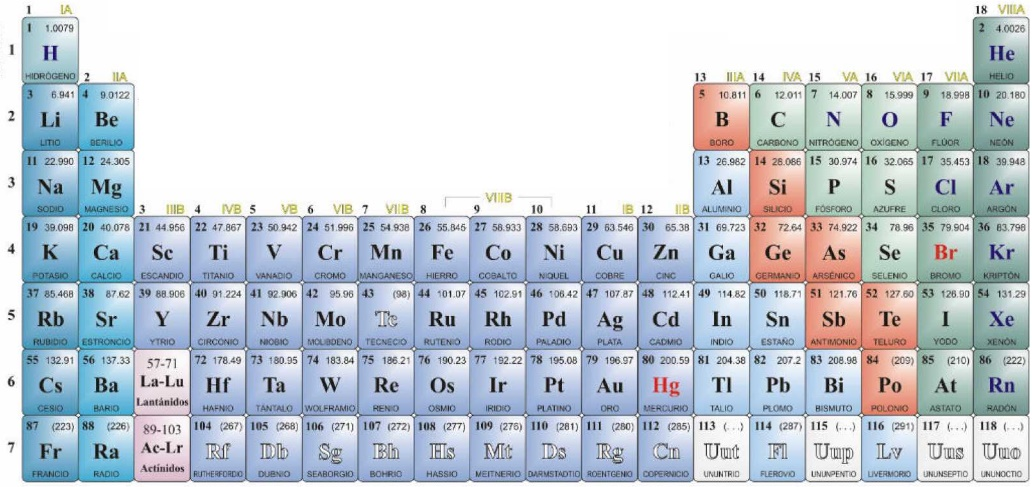 1 IA 18 VIIIA
1 1.0079 2 4.0026
1 H He
HIDRÓGENO 2 IIA 13 IIIA 14 IVA 15 VA 16 VIA 17 VIIA HELIO
3 6.941 4 9.0122 5 10.811 6 12.011 7 14.007 8 15.999 9 18.998 10 20.180
2 Li Be B C N O F Ne
LITIO BERILIO BORO CARBONO NITRÓGENO OXÍGENO FLÚOR NEÓN
11 22.990 12 24.305 13 26.982 14 28.086 15 30.974 16 32.065 17 35.453 18 39.948
3 Na Mg Al Si P S Cl Ar
VIIIB
SODIO MAGNESIO 3 IIIB 4 IVB 5 VB 6 VIB 7 VIIB 8 9 10 11 IB 12 IIB ALUMINIO SILICIO FÓSFORO AZUFRE CLORO ARGÓN
19 39.098 20 40.078 21 44.956 22 47.867 23 50.942 24 51.996 25 54.938 26 55.845 27 58.933 28 58.693 29 63.546 30 65.38 31 69.723 32 72.64 33 74.922 34 78.96 35 79.904 36 83.798
4 K Ca Sc Ti V Cr Mn Fe Co Ni Cu Zn Ga Ge As Se Br Kr
POTASIO CALCIO ESCANDIO TITANIO VANADIO CROMO MANGANESO HIERRO COBALTO NIQUEL COBRE CINC GALIO GERMANIO ARSÉNICO SELENIO BROMO KRIPTÓN
37 85.468 38 87.62 39 88.906 40 91.224 41 92.906 42 95.96 43 (98) 44 101.07 45 102.91 46 106.42 47 107.87 48 112.41 49 114.82 50 118.71 51 121.76 52 127.60 53 126.90 54 131.29
5 Rb Sr Y Zr Nb Mo Tc Ru Rh Pd Ag Cd In Sn Sb Te I Xe
RUBIDIO ESTRONCIO YTRIO CIRCONIO NIOBIO MOLIBDENO TECNECIO RUTENIO RODIO PALADIO PLATA CADMIO INDIO ESTAÑO ANTIMONIO TELURO YODO XENÓN
55 132.91 56 137.33 57-71 72 178.49 73 180.95 74 183.84 75 186.21 76 190.23 77 192.22 78 195.08 79 196.97 80 200.59 81 204.38 82 207.2 83 208.98 84 (209) 85 (210) 86 (222)
6 Cs Ba La-Lu Hf Ta W Re Os Ir Pt Au Hg Tl Pb Bi Po At Rn
CESIO BARIO Lantánidos HAFNIO TÁNTALO WOLFRAMIO RENIO OSMIO IRIDIO PLATINO ORO MERCURIO TALIO PLOMO BISMUTO POLONIO ASTATO RADÓN
87 (223) 88 (226) 89-103 104 (267) 105 (268) 106 (271) 107 (272) 108 (277) 109 (276) 110 (281) 111 (280) 112 (285) 113 (...) 114 (287) 115 (...) 116 (291) 117 (...) 118 (...)
7 Fr Ra Ac-Lr Rf Db Sg Bh Hs Mt Ds Rg Cn Uut Fl Uup Lv Uus Uuo
FRANCIO RADIO Actínidos RUTHERFORDIO DUBNIO SEABORGIO BOHRIO HASSIO MEITNERIO DARMSTADTIO ROENTGENIO COPERNICIO UNUNTRIO FLEROVIO UNUNPENTIO LIVERMORIO UNUNSEPTIO UNUNOCTIO